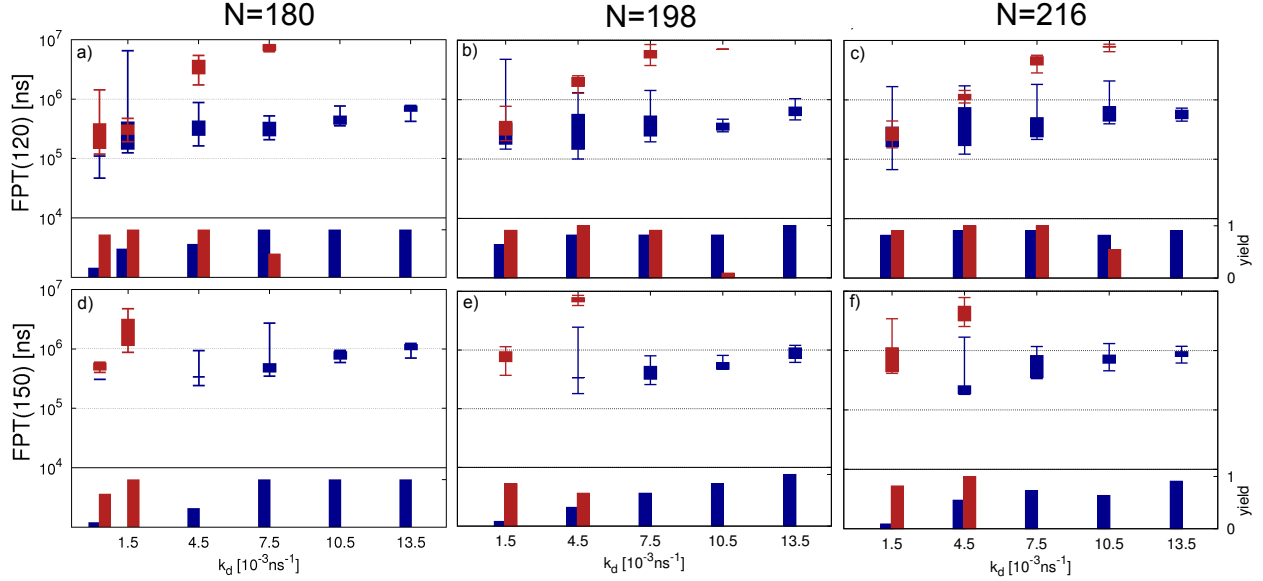 N=180 N=198 N=216
FPT(120) [ns]
10^7
10^6
10^5
10^4
a) b) c)
1
0
yield
FPT(150) [ns]
10^7
10^6
10^5
10^4
d) e) f)
1
0
yield
1.5 4.5 7.5 10.5 13.5 1.5 4.5 7.5 10.5 13.5 1.5 4.5 7.5 10.5 13.5
k_d [10^-3 ns^-1] k_d [10^-3 ns^-1] k_d [10^-3 ns^-1]